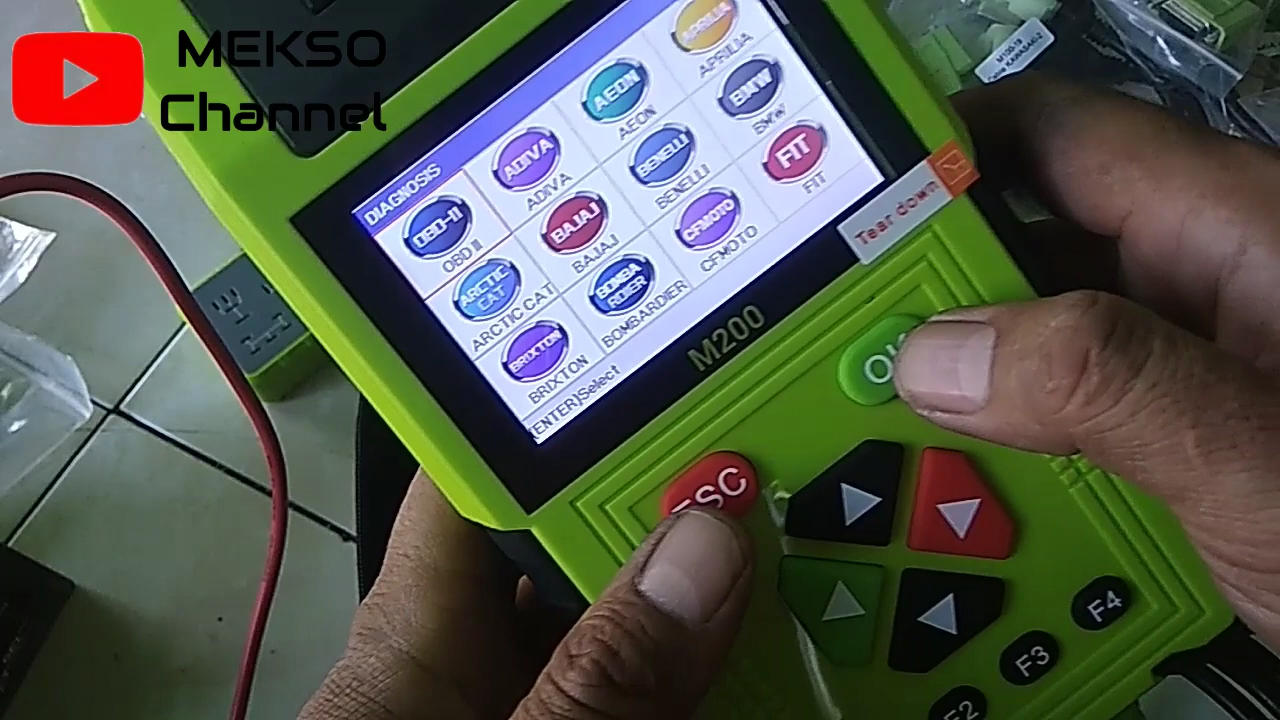 MEKSO
Channel
DIAGNOSIS
OBD-II
OBD II
ADIVA
ADIVA
AEON
AEON
APRILIA
APRILIA
ARCTIC
CAT
ARCTIC CAT
BAJAJ
BAJAJ
BENELLI
BENELLI
BMW
BMW
BRIXTON
BRIXTON
BOMBA
RDIER
BOMBARDIER
CFMOTO
CFMOTO
FIT
FIT
[ENTER]Select
M200
Tear down
OK
ESC
F4
F3
F2